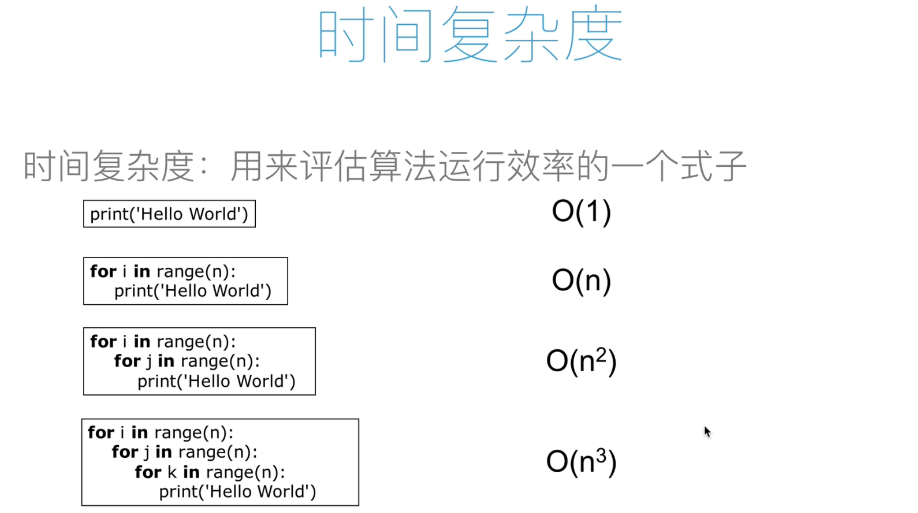 时间复杂度
时间复杂度：用来评估算法运行效率的一个式子
print('Hello World')
O(1)
for i in range(n):
    print('Hello World')
O(n)
for i in range(n):
    for j in range(n):
        print('Hello World')
O(n²)
for i in range(n):
    for j in range(n):
        for k in range(n):
            print('Hello World')
O(n³)